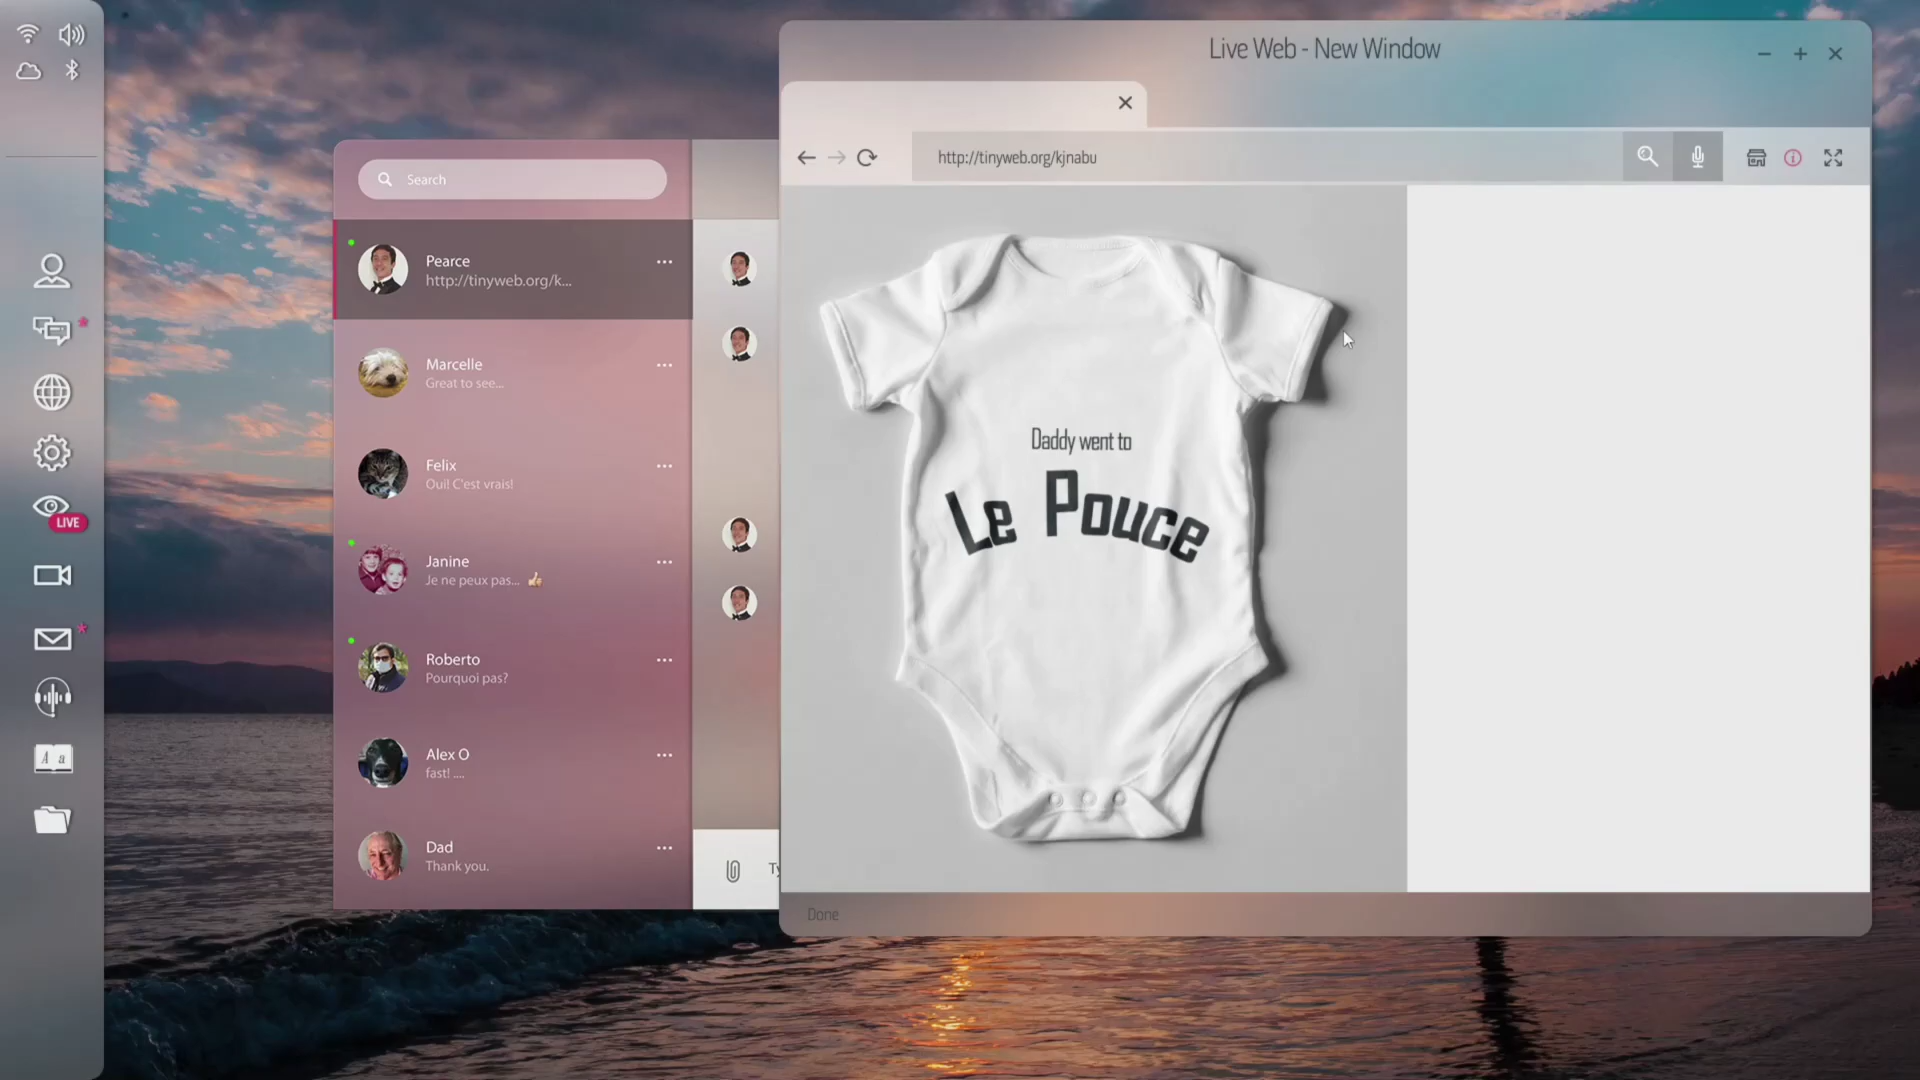 Live Web - New Window
http://tinyweb.org/kjnabu
Search
Pearce
http://tinyweb.org/k...
Marcelle
Great to see...
Felix
Oui! C'est vrais!
Janine
Je ne peux pas...
Roberto
Pourquoi pas?
Alex O
fast! ....
Dad
Thank you.
LIVE
A a
Ty
Daddy went to
Le Pouce
Done